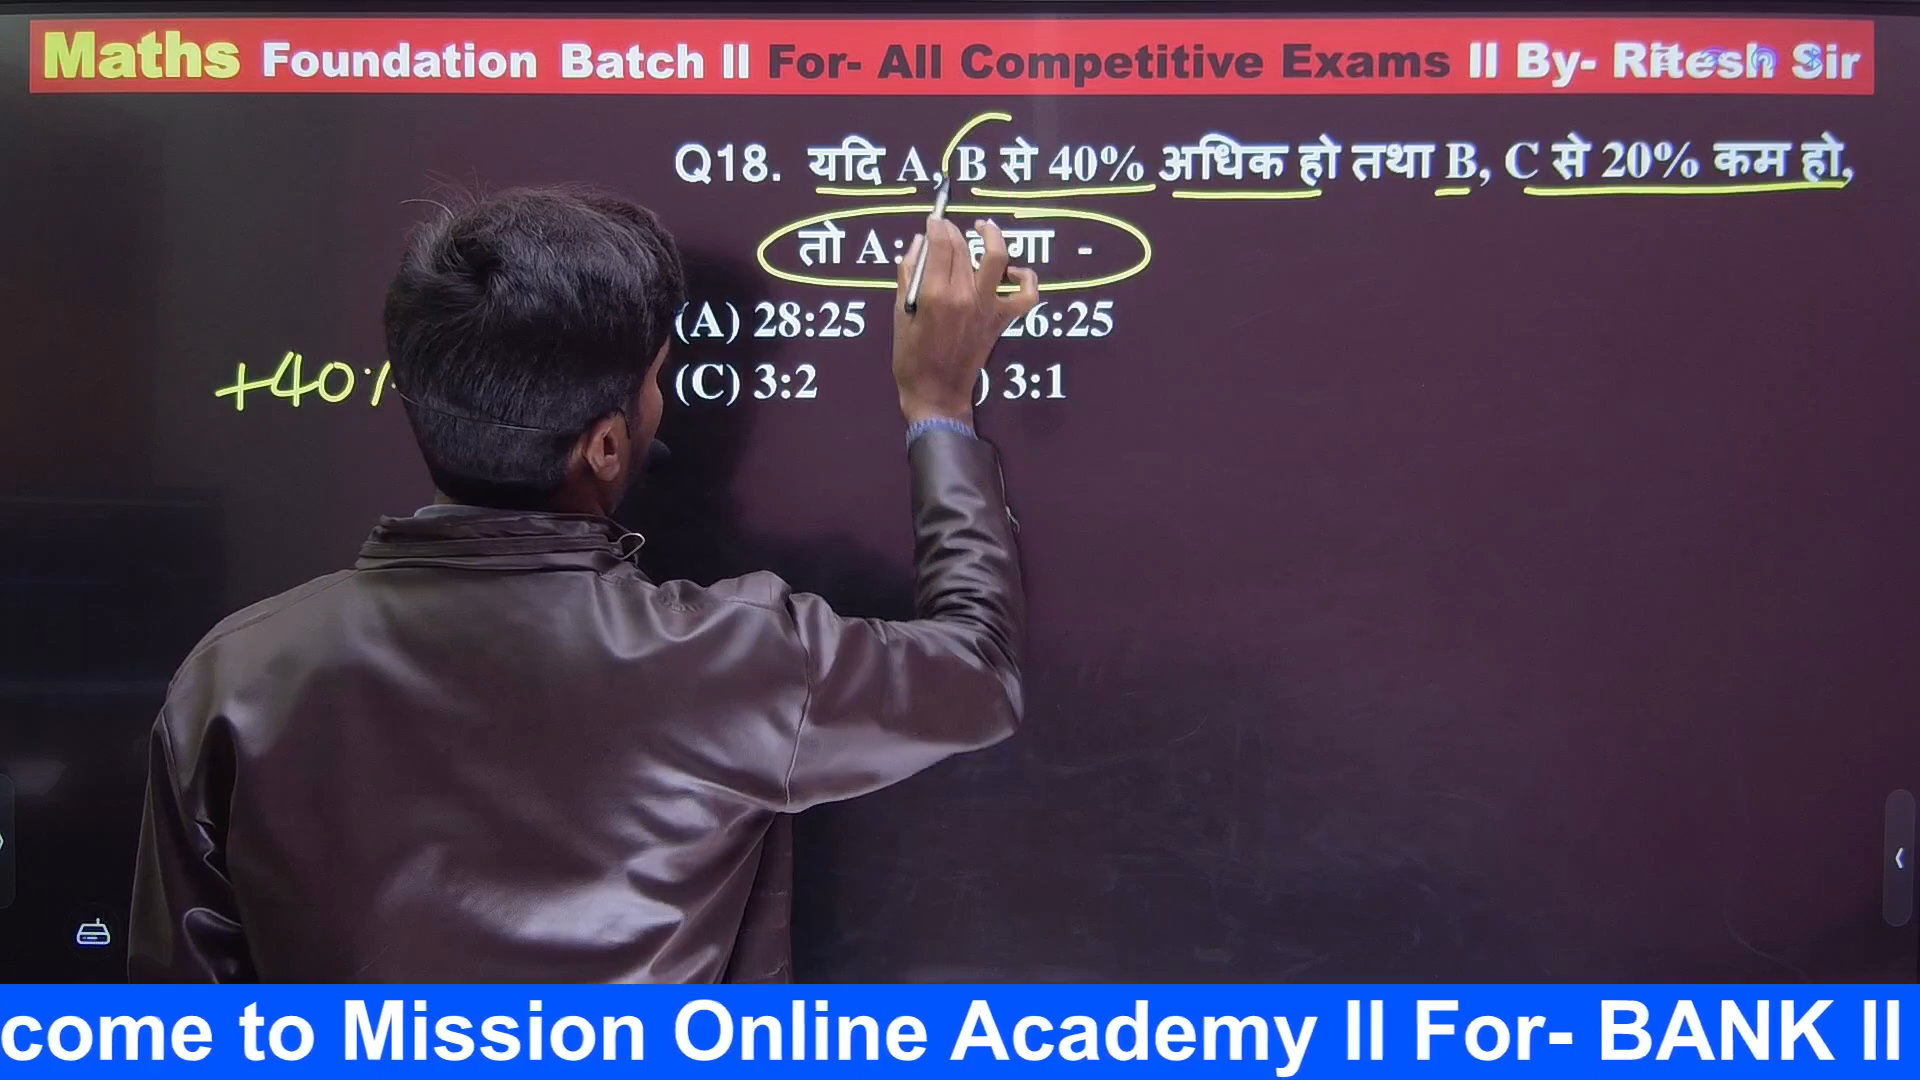 Maths Foundation Batch II For- All Competitive Exams II By- Ritesh Sir
Q18. यदि A, B से 40% अधिक हो तथा B, C से 20% कम हो,
तो A: -
(A) 28:25 26:25
(C) 3:2 ) 3:1
+40%
come to Mission Online Academy II For- BANK II